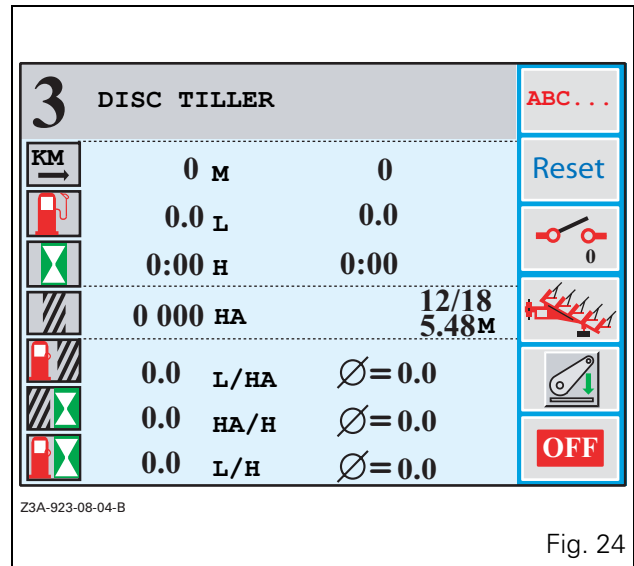 3 DISC TILLER ABC...
KM 0 M 0 Reset
0.0 L 0.0
0:00 H 0:00 0
0 000 HA 12/18
5.48M
0.0 L/HA Ø=0.0
0.0 HA/H Ø=0.0
0.0 L/H Ø=0.0 OFF
Z3A-923-08-04-B
Fig. 24